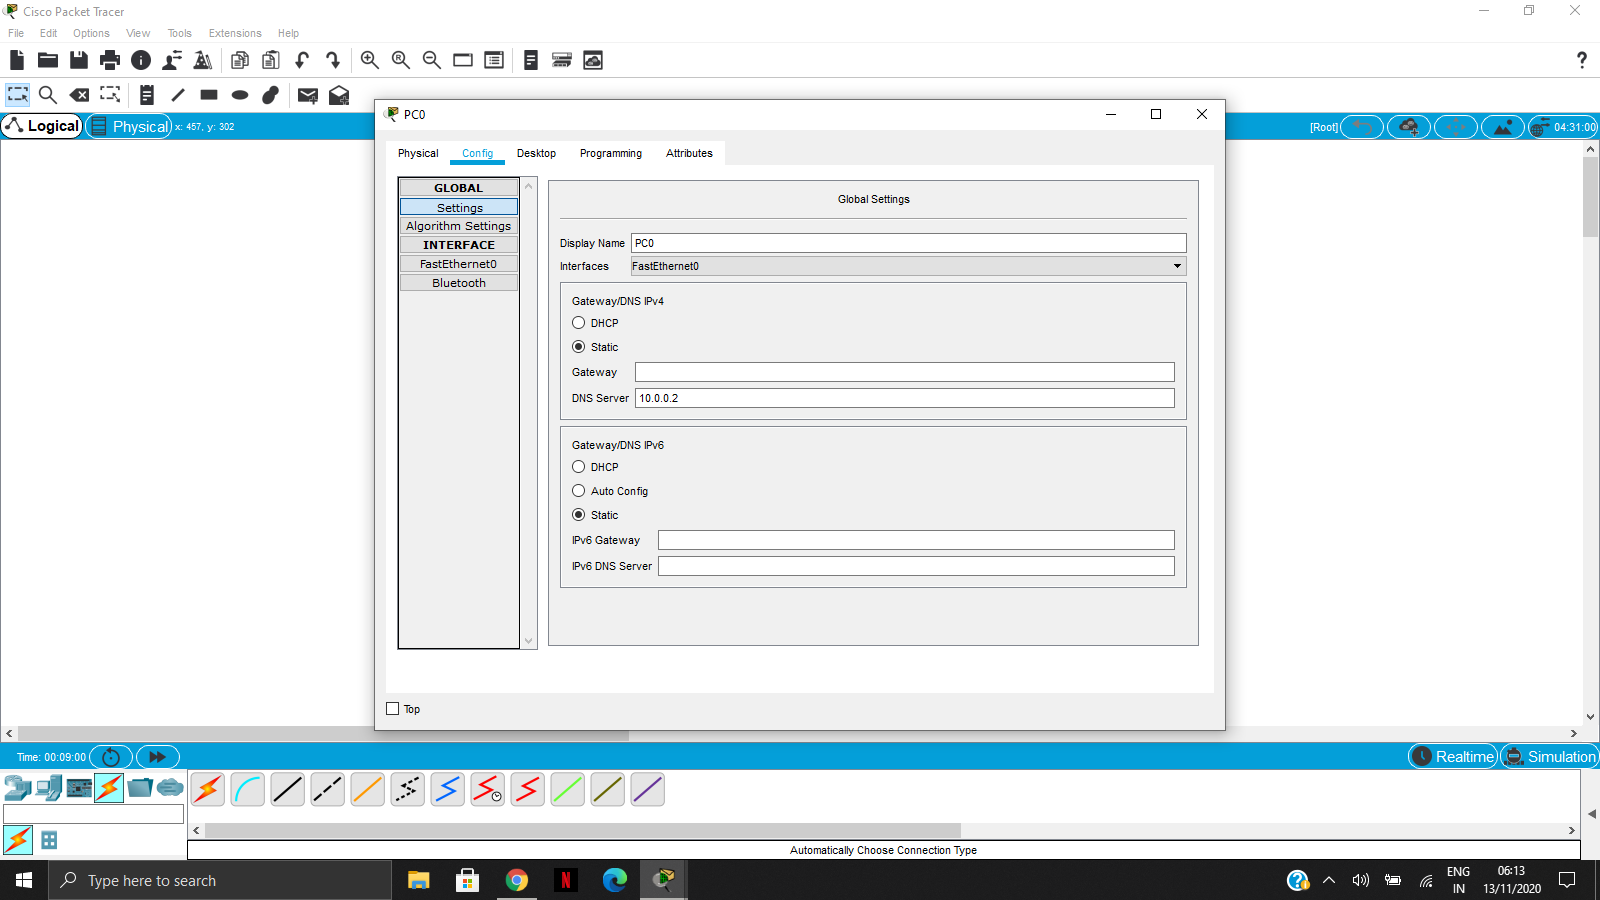 Cisco Packet Tracer
File Edit Options View Tools Extensions Help
?
Logical Physical x: 457, y: 302
[Root] 04:31:00
PC0
Physical Config Desktop Programming Attributes
GLOBAL
Settings
Algorithm Settings
INTERFACE
FastEthernet0
Bluetooth
Global Settings
Display Name PC0
Interfaces FastEthernet0
Gateway/DNS IPv4
DHCP
Static
Gateway
DNS Server 10.0.0.2
Gateway/DNS IPv6
DHCP
Auto Config
Static
IPv6 Gateway
IPv6 DNS Server
Top
Time: 00:09:00
Realtime Simulation
Automatically Choose Connection Type
Type here to search
ENG
IN
06:13
13/11/2020